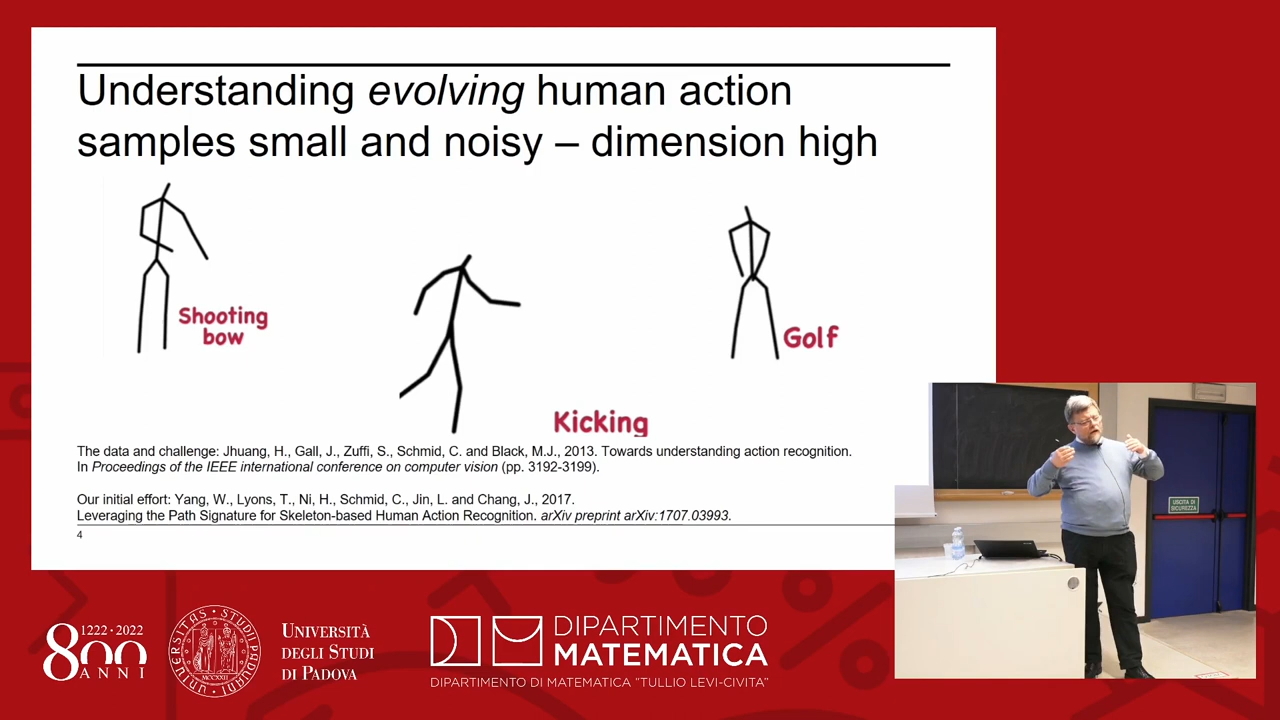 Understanding evolving human action
samples small and noisy – dimension high
Shooting
bow
Kicking
Golf
The data and challenge: Jhuang, H., Gall, J., Zuffi, S., Schmid, C. and Black, M.J., 2013. Towards understanding action recognition.
In Proceedings of the IEEE international conference on computer vision (pp. 3192-3199).
Our initial effort: Yang, W., Lyons, T., Ni, H., Schmid, C., Jin, L. and Chang, J., 2017.
Leveraging the Path Signature for Skeleton-based Human Action Recognition. arXiv preprint arXiv:1707.03993.
4
USCITA DI
SICUREZZA
1222·2022
800
ANNI
UNIVERSITÀ
DEGLI STUDI
DI PADOVA
DIPARTIMENTO
MATEMATICA
DIPARTIMENTO DI MATEMATICA "TULLIO LEVI-CIVITA"